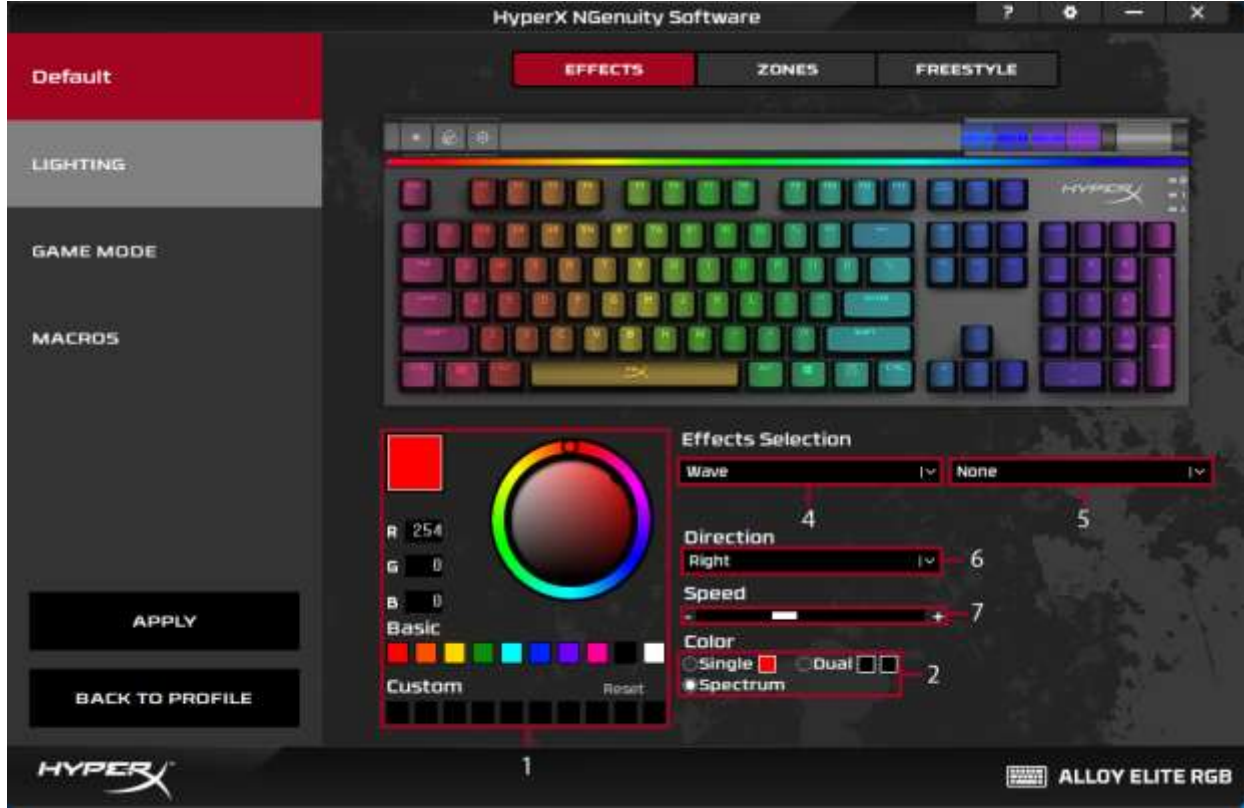 HyperX NGenuity Software
?
Default
EFFECTS ZONES FREESTYLE
LIGHTING
GAME MODE
MACROS
HYPERX
Effects Selection
Wave None
4 5
R 254
G 0
B 0
Direction
Right 6
Speed
- + 7
Basic
Color
Single Dual
Spectrum 2
Custom Reset
1
APPLY
BACK TO PROFILE
HYPERX
ALLOY ELITE RGB